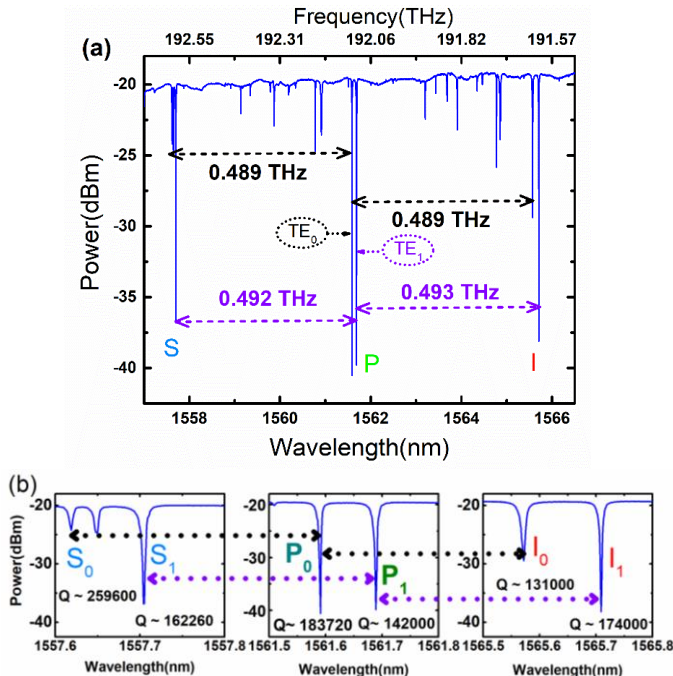 Frequency(THz)
192.55 192.31 192.06 191.82 191.57
(a)
-20
-25
-30
-35
-40
Power(dBm)
0.489 THz
0.489 THz
TE0
TE1
0.492 THz
0.493 THz
S
P
I
1558 1560 1562 1564 1566
Wavelength(nm)
(b)
-20
-30
-40
Power(dBm)
S0
S1
Q ~ 259600
Q ~ 162260
1557.6 1557.7 1557.8
Wavelength(nm)
-20
-30
-40
P0
P1
Q ~ 183720
Q ~ 142000
1561.5 1561.6 1561.7 1561.8
Wavelength(nm)
-20
-30
-40
I0
I1
Q ~ 131000
Q ~ 174000
1565.5 1565.6 1565.7 1565.8
Wavelength(nm)